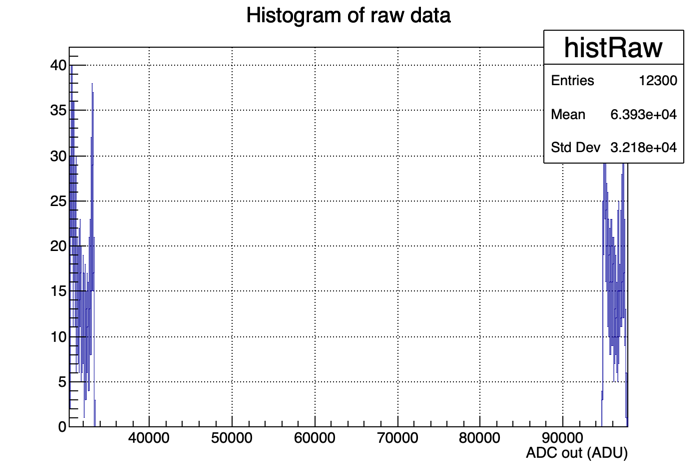 Histogram of raw data
histRaw
Entries 12300
Mean 6.393e+04
Std Dev 3.218e+04
40
35
30
25
20
15
10
5
0
40000 50000 60000 70000 80000 90000
ADC out (ADU)